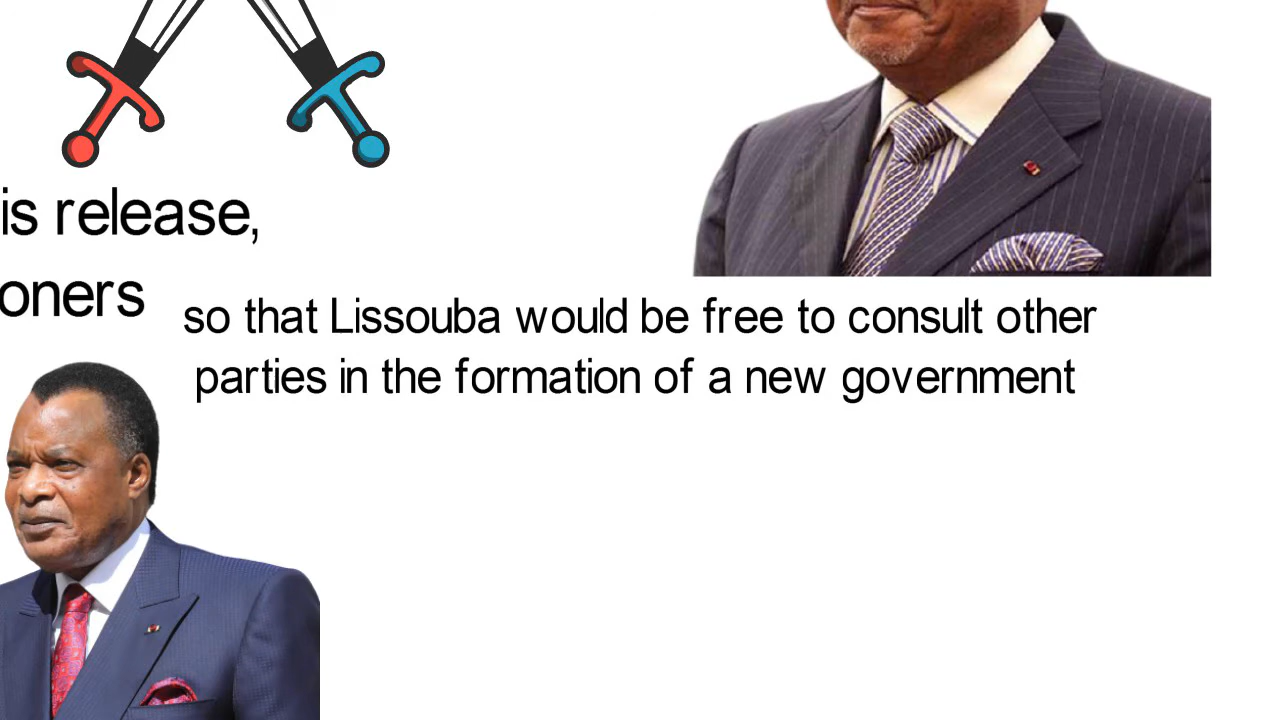 is release,
oners
so that Lissouba would be free to consult other
parties in the formation of a new government